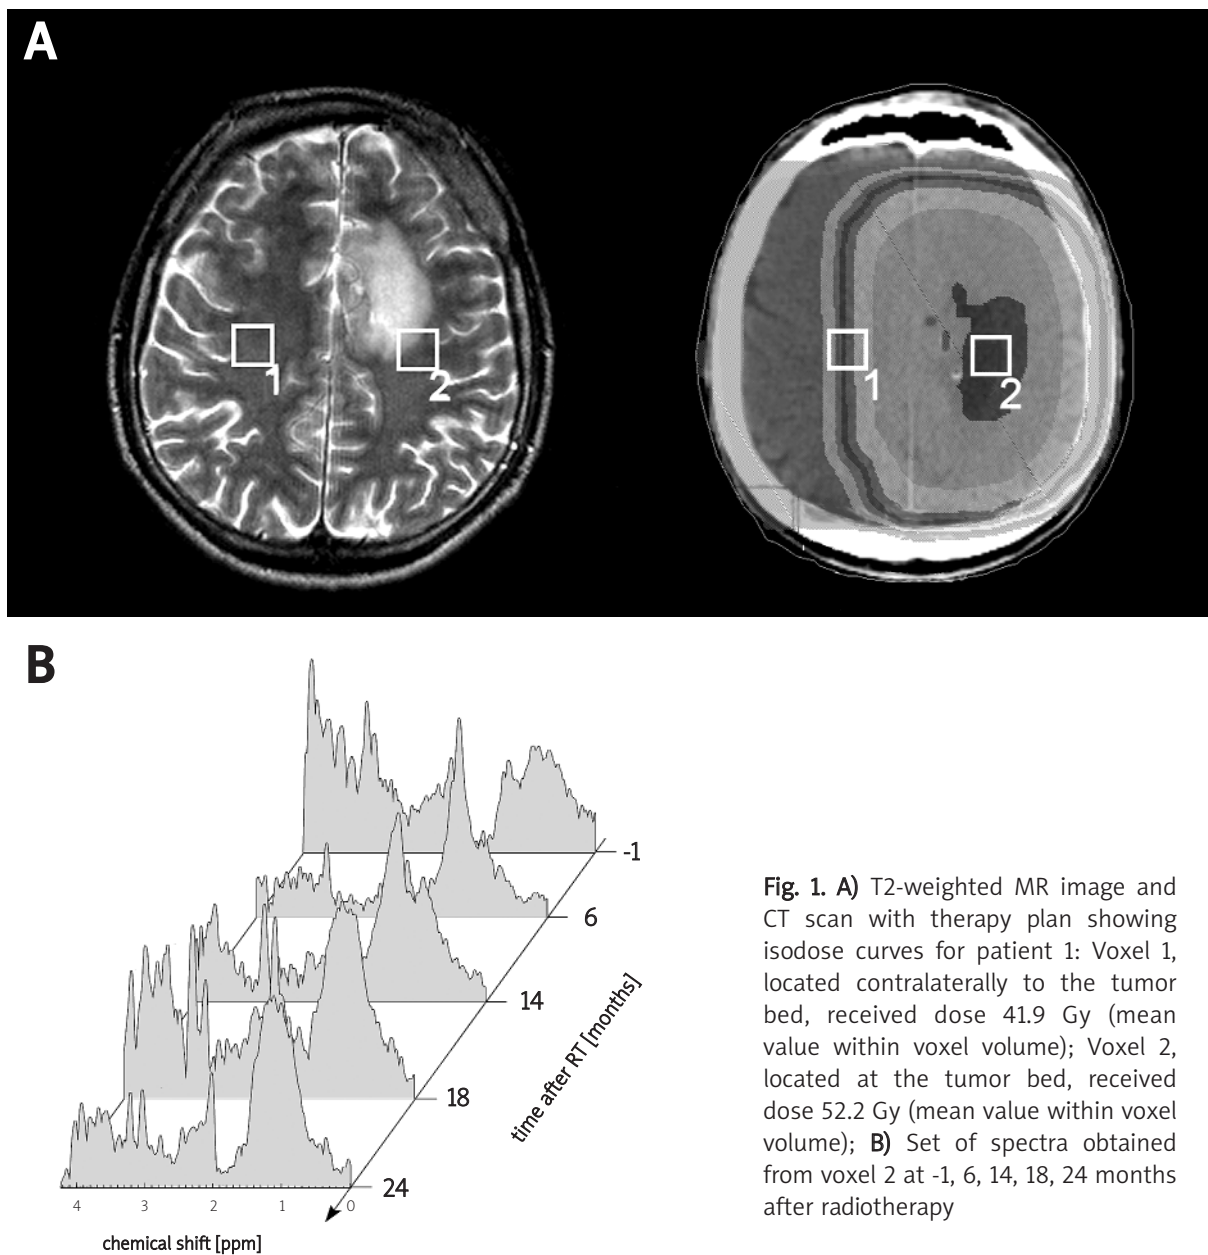 A
1
2
1
2
B
-1
6
14
18
24
time after RT [months]
4 3 2 1 0
chemical shift [ppm]
Fig. 1. A) T2-weighted MR image and
CT scan with therapy plan showing
isodose curves for patient 1: Voxel 1,
located contralaterally to the tumor
bed, received dose 41.9 Gy (mean
value within voxel volume); Voxel 2,
located at the tumor bed, received
dose 52.2 Gy (mean value within voxel
volume); B) Set of spectra obtained
from voxel 2 at -1, 6, 14, 18, 24 months
after radiotherapy